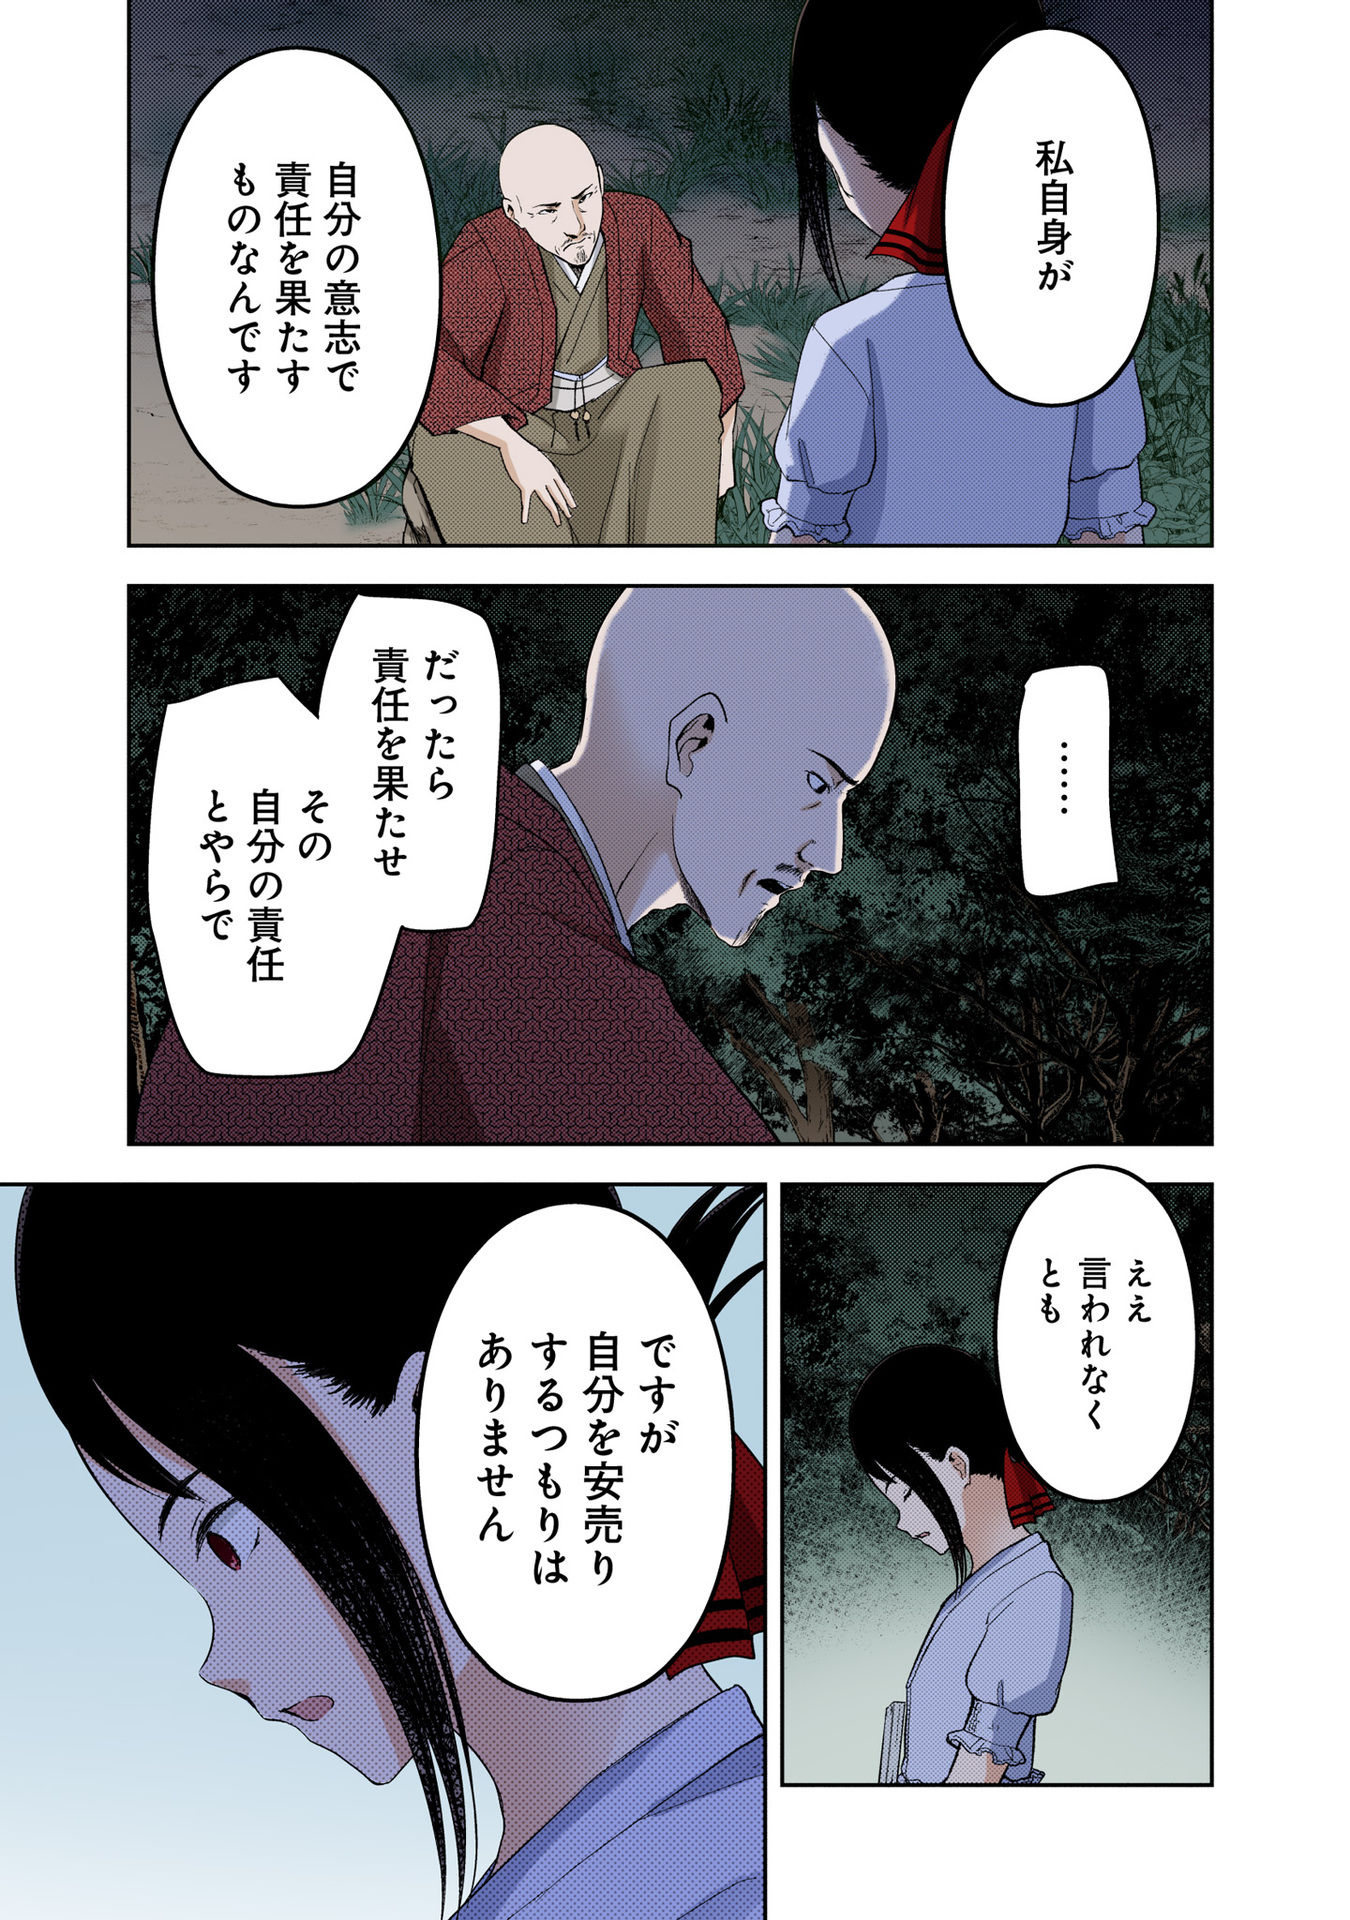 私自身が
自分の意志で
責任を果たす
ものなんです
……
だったら
責任を果たせ
その
自分の責任
とやらで
ええ
言われなく
とも
ですが
自分を安売り
するつもりは
ありません